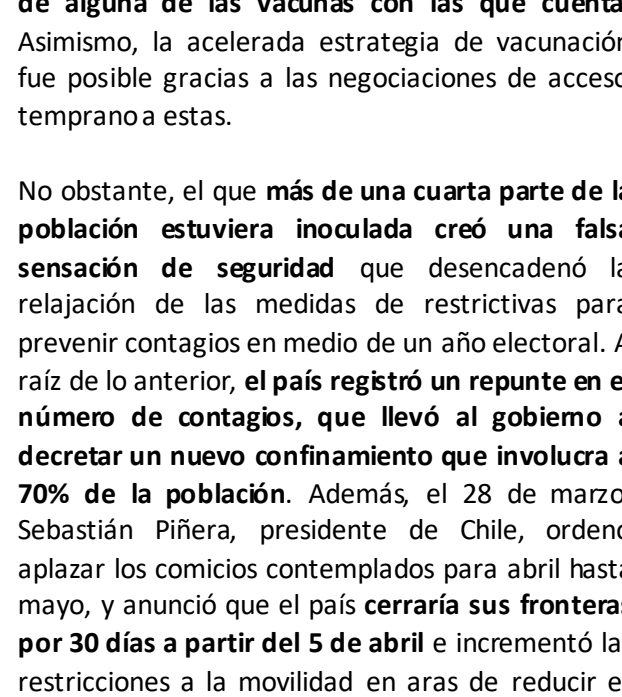 de alguna de las vacunas con las que cuenta
Asimismo, la acelerada estrategia de vacunación
fue posible gracias a las negociaciones de acceso
temprano a estas.
No obstante, el que más de una cuarta parte de la
población estuviera inoculada creó una falsa
sensación de seguridad que desencadenó la
relajación de las medidas de restrictivas para
prevenir contagios en medio de un año electoral. A
raíz de lo anterior, el país registró un repunte en e
número de contagios, que llevó al gobierno a
decretar un nuevo confinamiento que involucra a
70% de la población. Además, el 28 de marzo
Sebastián Piñera, presidente de Chile, ordenó
aplazar los comicios contemplados para abril hasta
mayo, y anunció que el país cerraría sus fronteras
por 30 días a partir del 5 de abril e incrementó la
restricciones a la movilidad en aras de reducir e